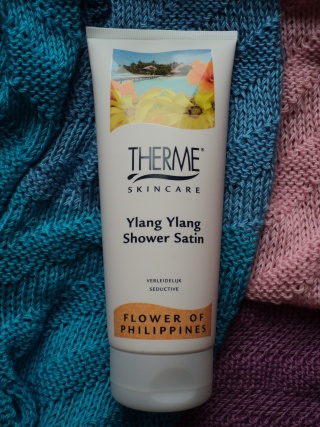 THERME®
SKINCARE
Ylang Ylang
Shower Satin
VERLEIDELIJK
SEDUCTIVE
FLOWER OF
PHILIPPINES